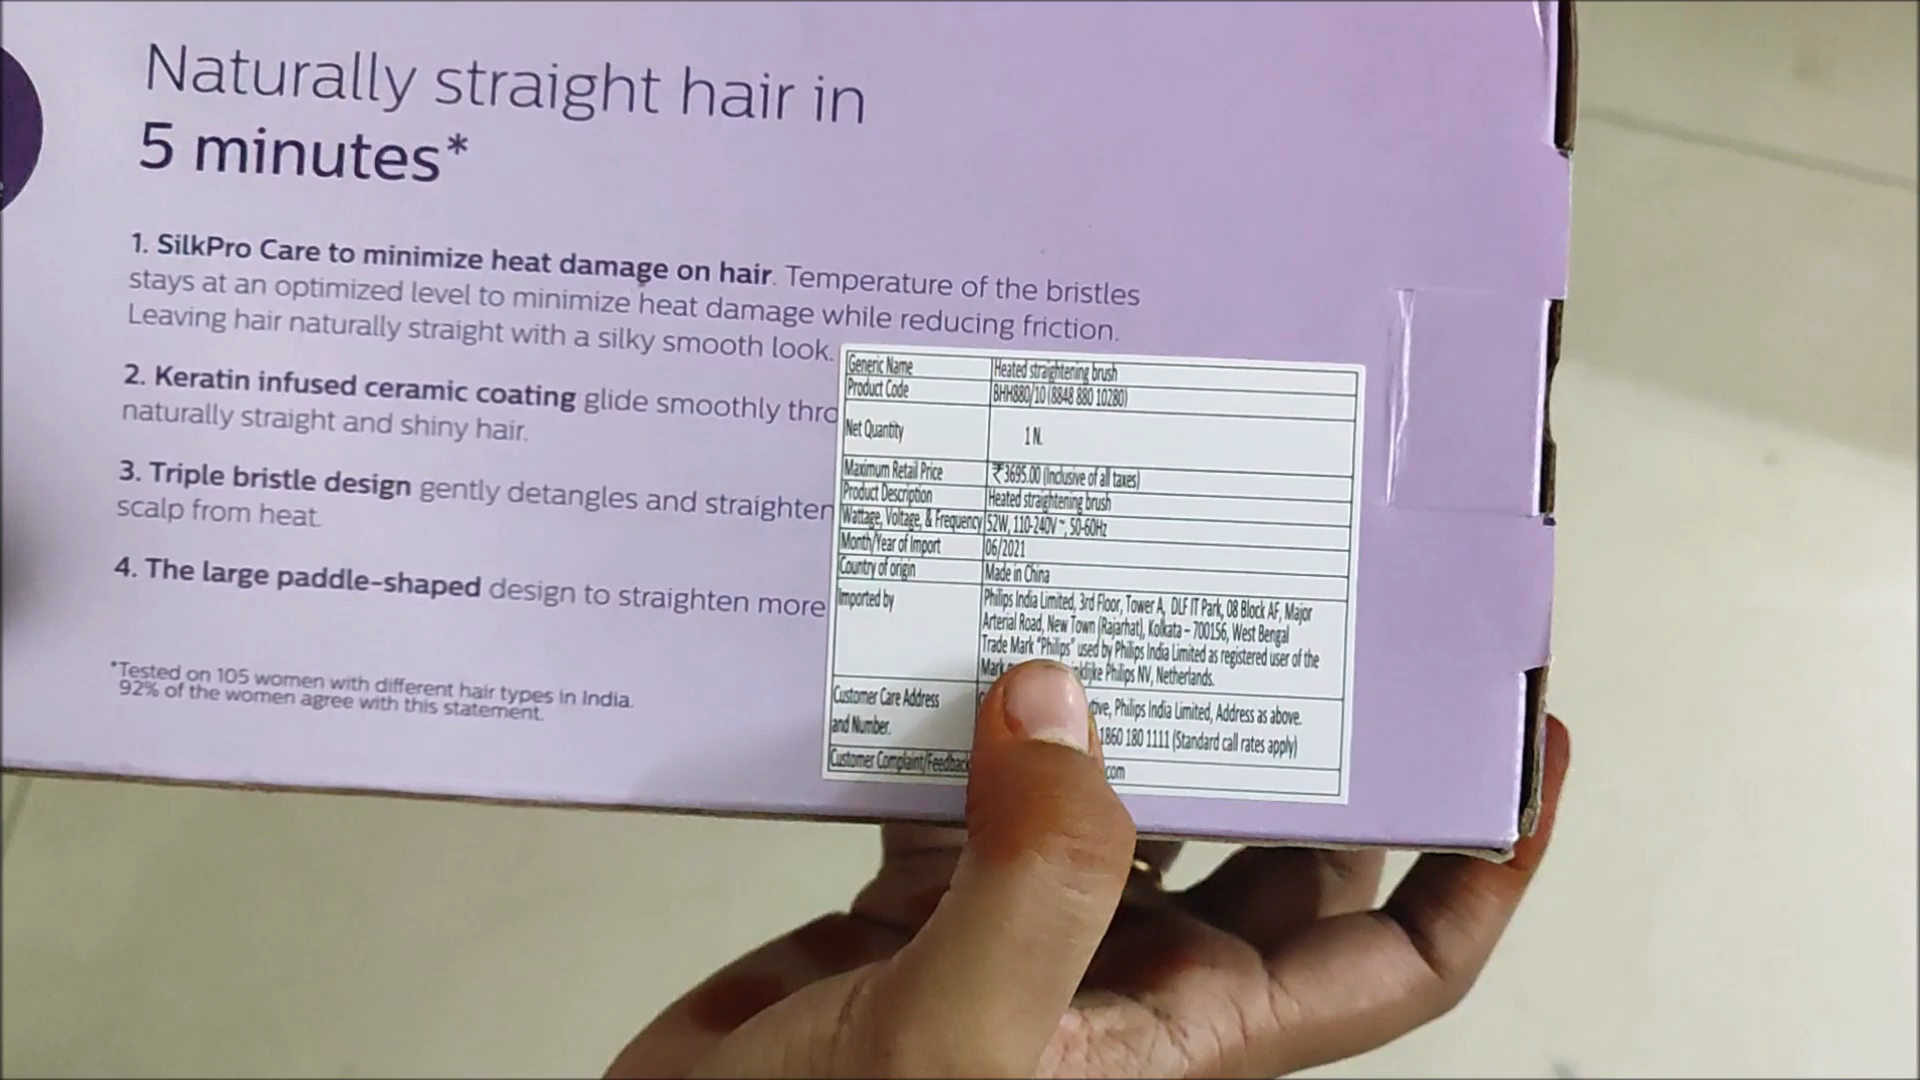 Naturally straight hair in
5 minutes*
1. SilkPro Care to minimize heat damage on hair. Temperature of the bristles
stays at an optimized level to minimize heat damage while reducing friction.
Leaving hair naturally straight with a silky smooth look.
2. Keratin infused ceramic coating glide smoothly
naturally straight and shiny hair.
3. Triple bristle design gently detangles and
scalp from heat.
4. The large paddle-shaped design to straighten more
*Tested on 105 women with different hair types in India.
92% of the women agree with this statement.
Generic Name Heated straightening brush
Product Code BHH880/10 (8848 880 10280)
Net Quantity 1 N.
Maximum Retail Price ₹3695.00 (Inclusive of all taxes)
Product Description Heated straightening brush
Wattage, Voltage, & Frequency 52W, 110-240V ~, 50-60Hz
Month/Year of Import 06/2021
Country of origin Made in China
Imported by Philips India Limited, 3rd Floor, Tower A, DLF IT Park, 08 Block AF, Major
Arterial Road, New Town (Rajarhat), Kolkata – 700156, West Bengal
Trade Mark "Philips" used by Philips India Limited as registered user of the
Mark Philips NV, Netherlands.
Customer Care Address Philips India Limited, Address as above.
and Number. 1860 180 1111 (Standard call rates apply)
Customer Complaint/Feedback com